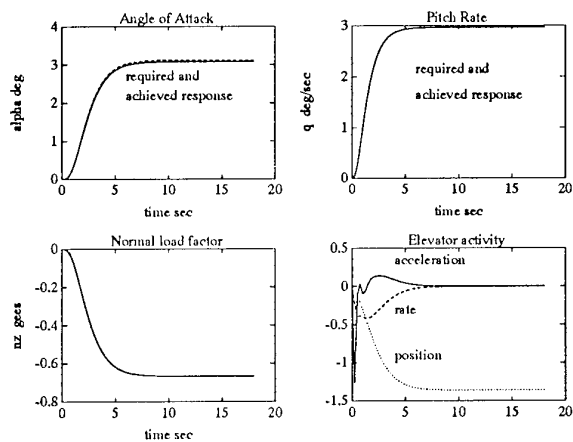 Angle of Attack
alpha deg
4
3
2
1
0
required and
achieved response
0 5 10 15 20
time sec
Pitch Rate
q deg/sec
3
2
1
0
required and
achieved response
0 5 10 15 20
time sec
Normal load factor
nz gees
0
-0.2
-0.4
-0.6
-0.8
0 5 10 15 20
time sec
Elevator activity
0.5
0
-0.5
-1
-1.5
acceleration
rate
position
0 5 10 15 20
time sec